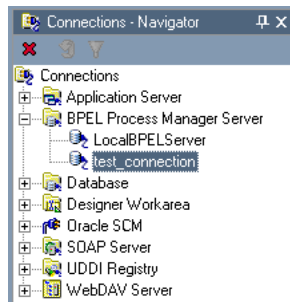 Connections - Navigator
Connections
Application Server
BPEL Process Manager Server
LocalBPELServer
test_connection
Database
Designer Workarea
Oracle SCM
SOAP Server
UDDI Registry
WebDAV Server